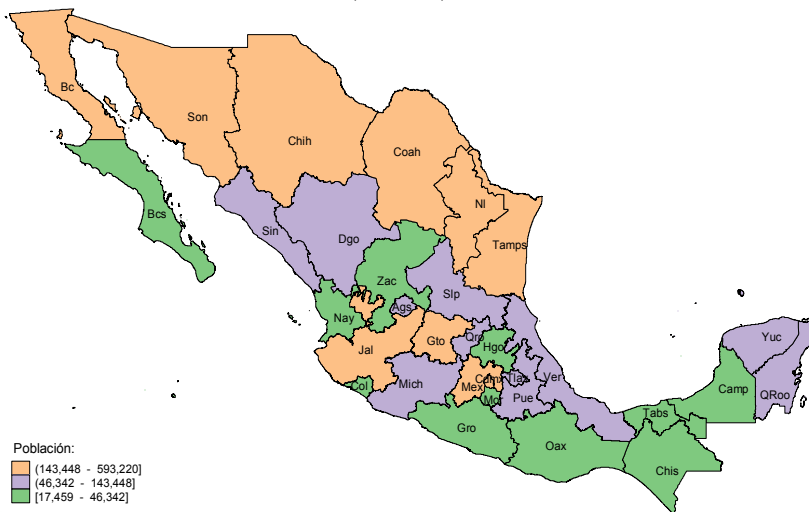 Bc
Son
Chih
Coah
Nl
Tamps
Bcs
Sin
Dgo
Zac
Slp
Ags
Nay
Jal
Gto
Qro
Hgo
Yuc
Camp
QRoo
Col
Mich
Mex
Cdmx
Tlax
Ver
Mor
Pue
Tabs
Gro
Oax
Chis
Población:
(143,448 - 593,220]
(46,342 - 143,448]
[17,459 - 46,342]